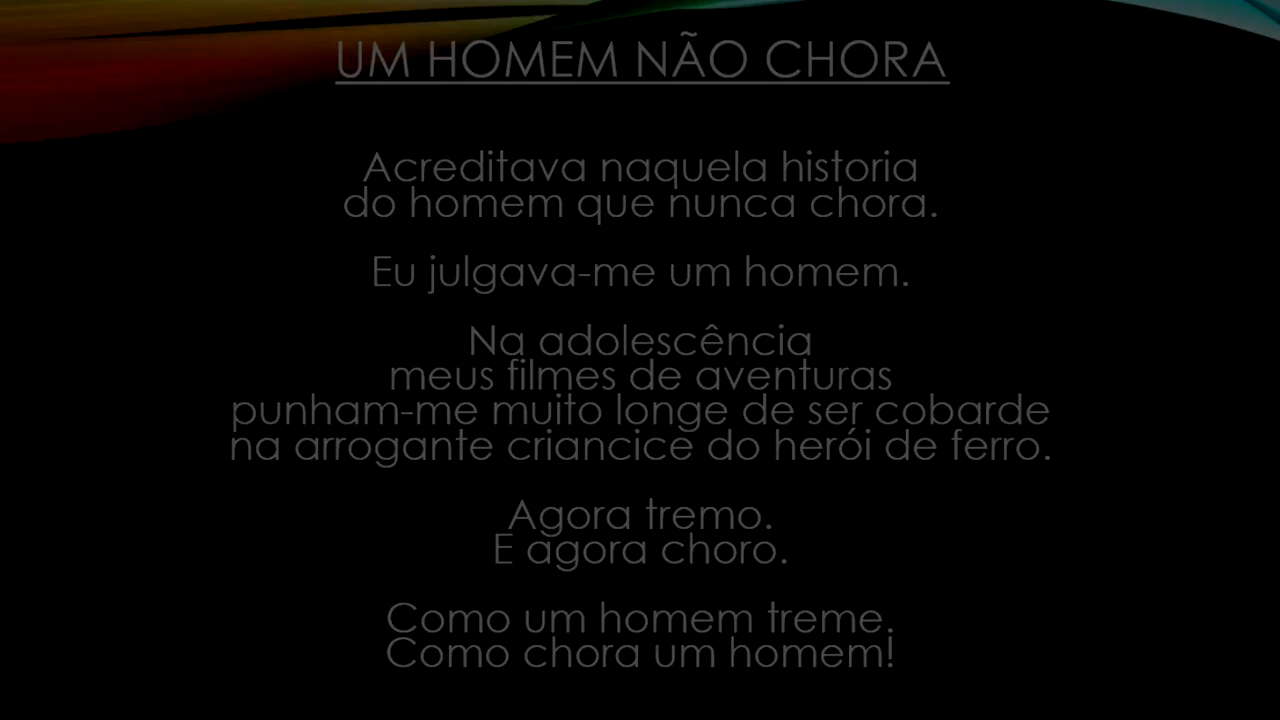 UM HOMEM NÃO CHORA
Acreditava naquela historia
do homem que nunca chora.
Eu julgava-me um homem.
Na adolescência
meus filmes de aventuras
punham-me muito longe de ser cobarde
na arrogante criancice do herói de ferro.
Agora tremo.
E agora choro.
Como um homem treme.
Como chora um homem!